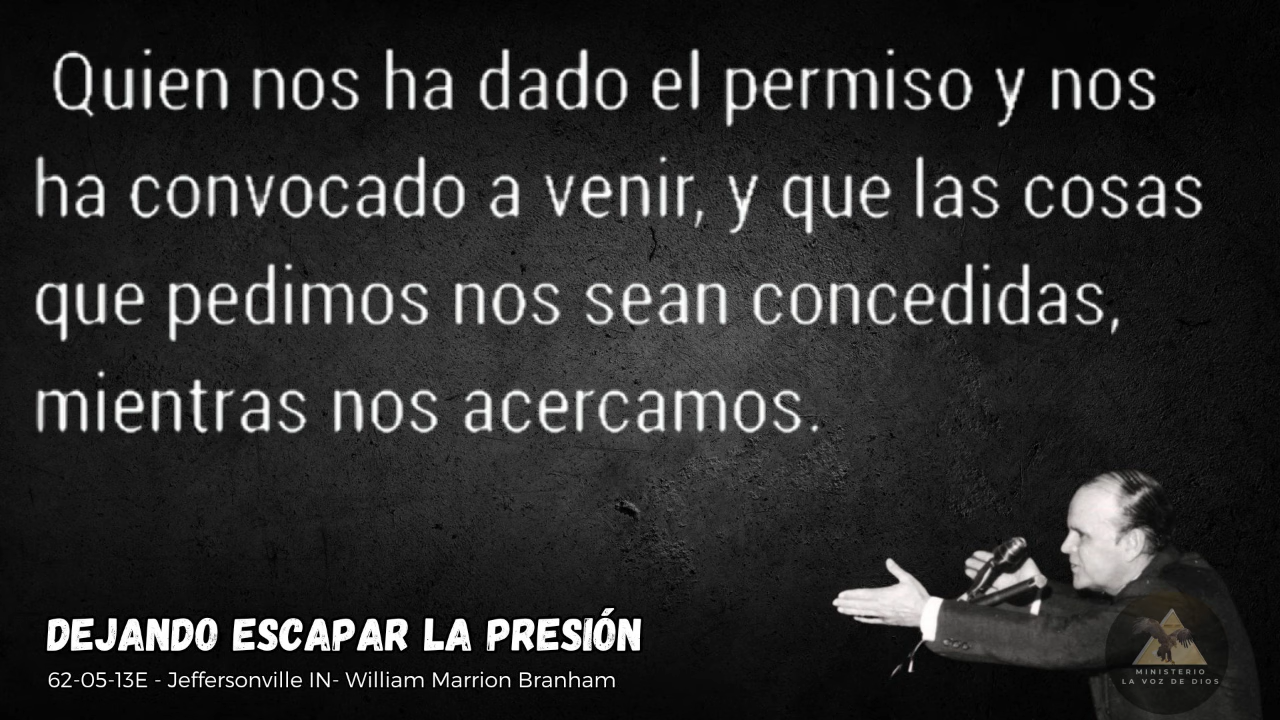 Quien nos ha dado el permiso y nos
ha convocado a venir, y que las cosas
que pedimos nos sean concedidas,
mientras nos acercamos.
DEJANDO ESCAPAR LA PRESIÓN
62-05-13E - Jeffersonville IN- William Marrion Branham
MINISTERIO
LA VOZ DE DIOS